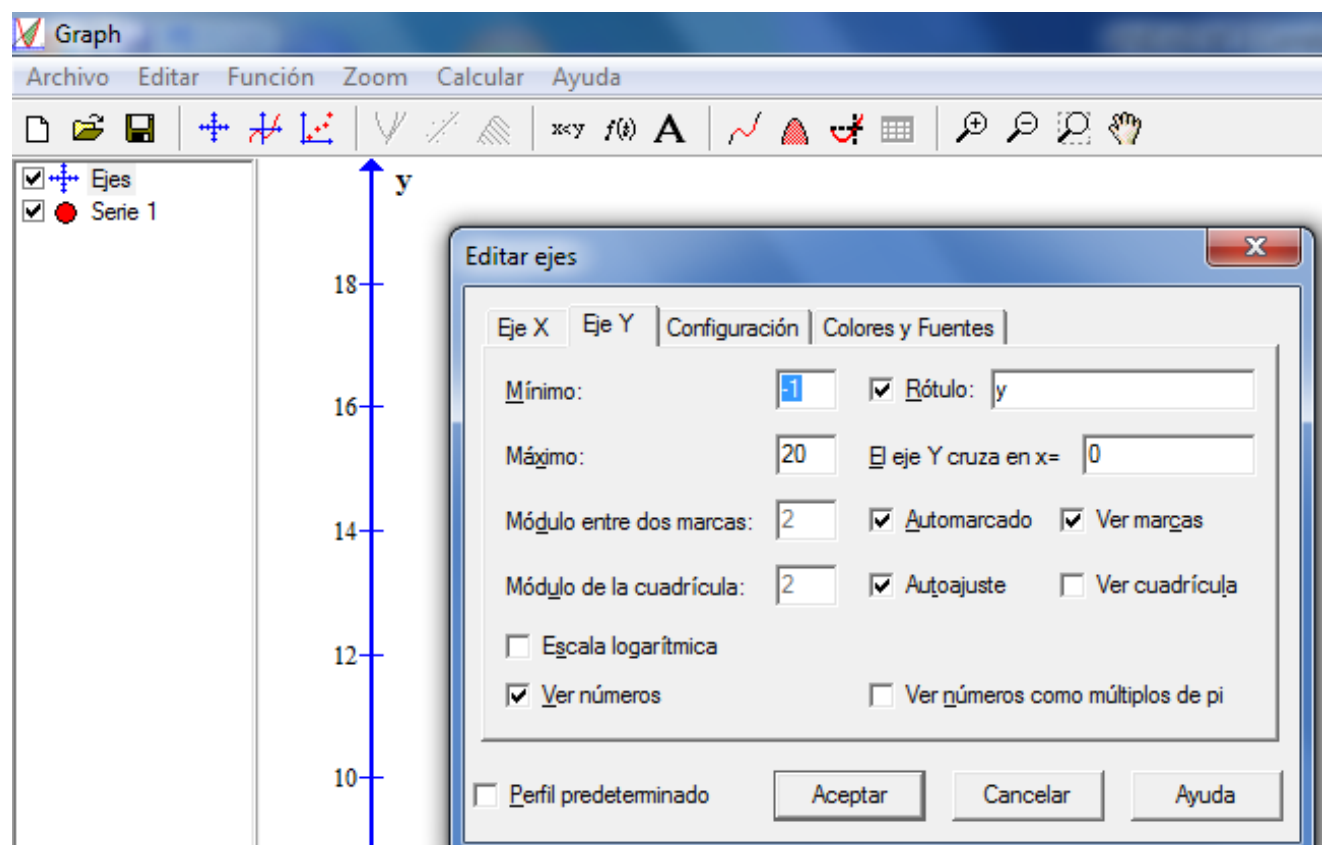 Graph
Archivo Editar Función Zoom Calcular Ayuda
x<y f(x) A
Ejes
Serie 1
y
18
16
14
12
10
Editar ejes
Eje X Eje Y Configuración Colores y Fuentes
Mínimo: -1 Rótulo: y
Máximo: 20 El eje Y cruza en x= 0
Módulo entre dos marcas: 2 Automarcado Ver marcas
Módulo de la cuadrícula: 2 Autoajuste Ver cuadrícula
Escala logarítmica
Ver números Ver números como múltiplos de pi
Perfil predeterminado Aceptar Cancelar Ayuda